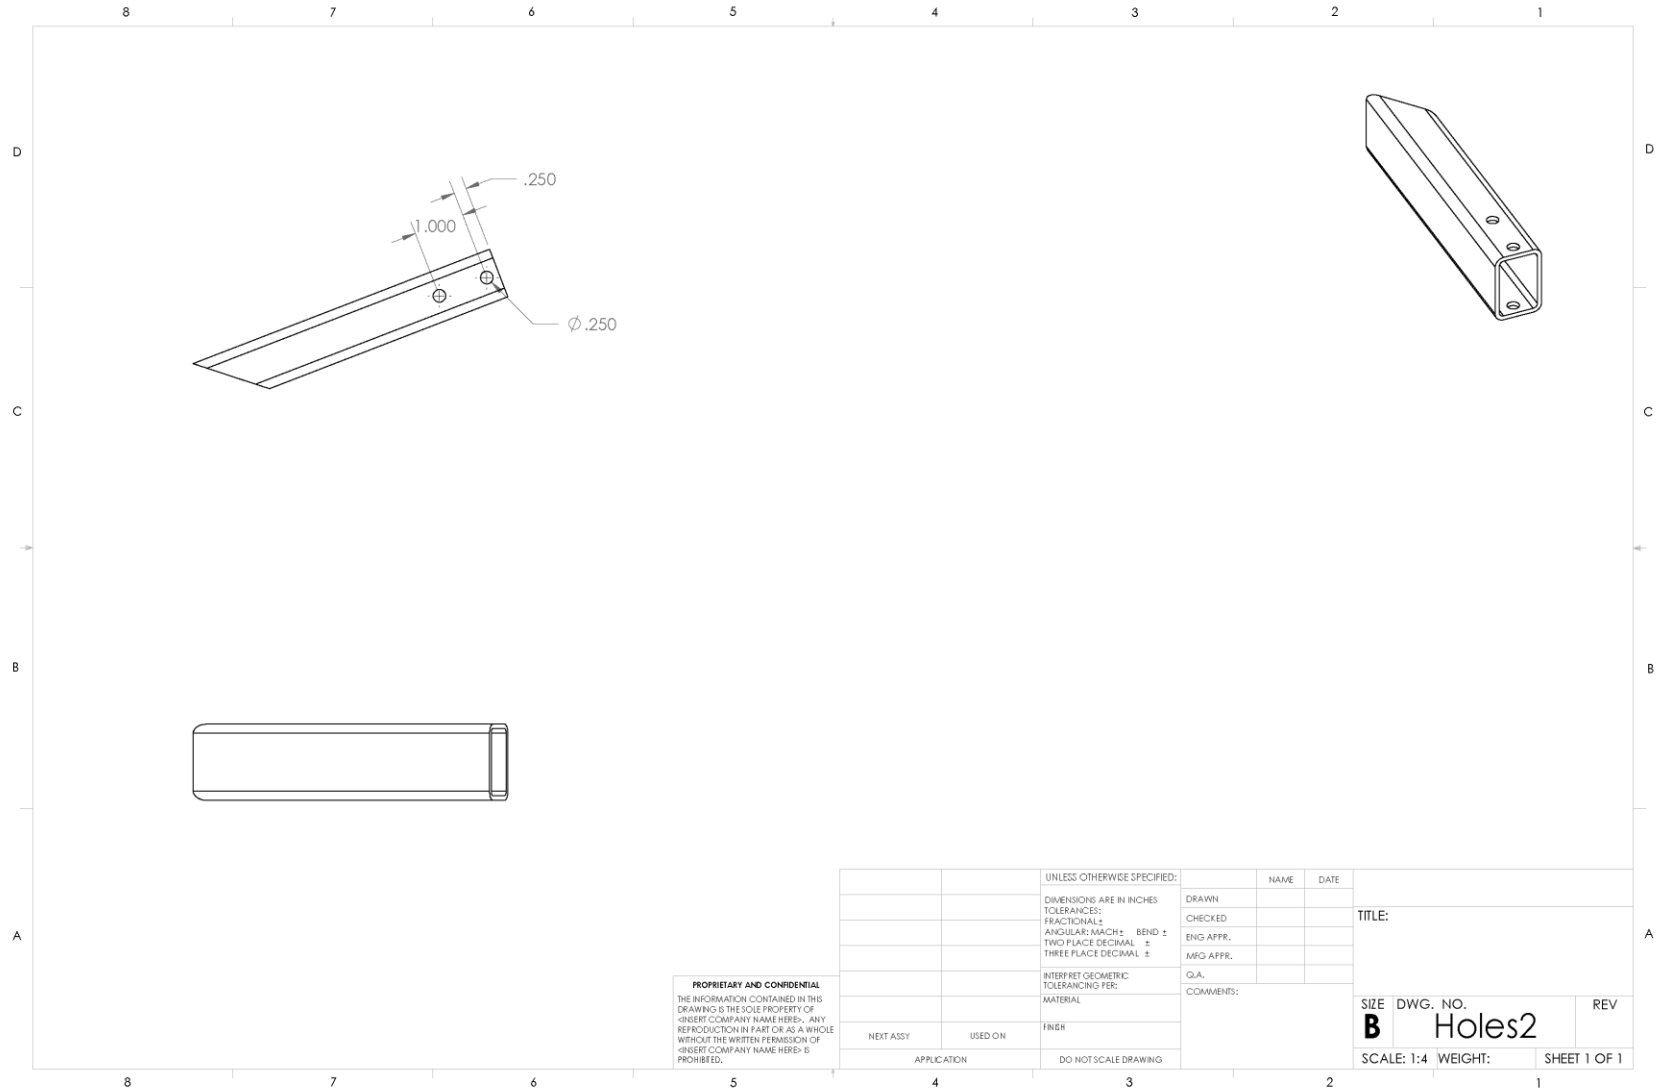 8 7 6 5 4 3 2 1
D D
.250
1.000
Ø .250
C C
B B
A A
UNLESS OTHERWISE SPECIFIED:
DIMENSIONS ARE IN INCHES
TOLERANCES:
FRACTIONAL ±
ANGULAR: MACH ± BEND ±
TWO PLACE DECIMAL ±
THREE PLACE DECIMAL ±
INTERPRET GEOMETRIC
TOLERANCING PER:
MATERIAL
FINISH
DO NOT SCALE DRAWING
NAME DATE
DRAWN
CHECKED
ENG APPR.
MFG APPR.
Q.A.
COMMENTS:
TITLE:
SIZE DWG. NO. REV
B Holes2
SCALE: 1:4 WEIGHT: SHEET 1 OF 1
PROPRIETARY AND CONFIDENTIAL
THE INFORMATION CONTAINED IN THIS
DRAWING IS THE SOLE PROPERTY OF
<INSERT COMPANY NAME HERE>. ANY
REPRODUCTION IN PART OR AS A WHOLE
WITHOUT THE WRITTEN PERMISSION OF
<INSERT COMPANY NAME HERE> IS
PROHIBITED.
NEXT ASSY USED ON
APPLICATION
8 7 6 5 4 3 2 1